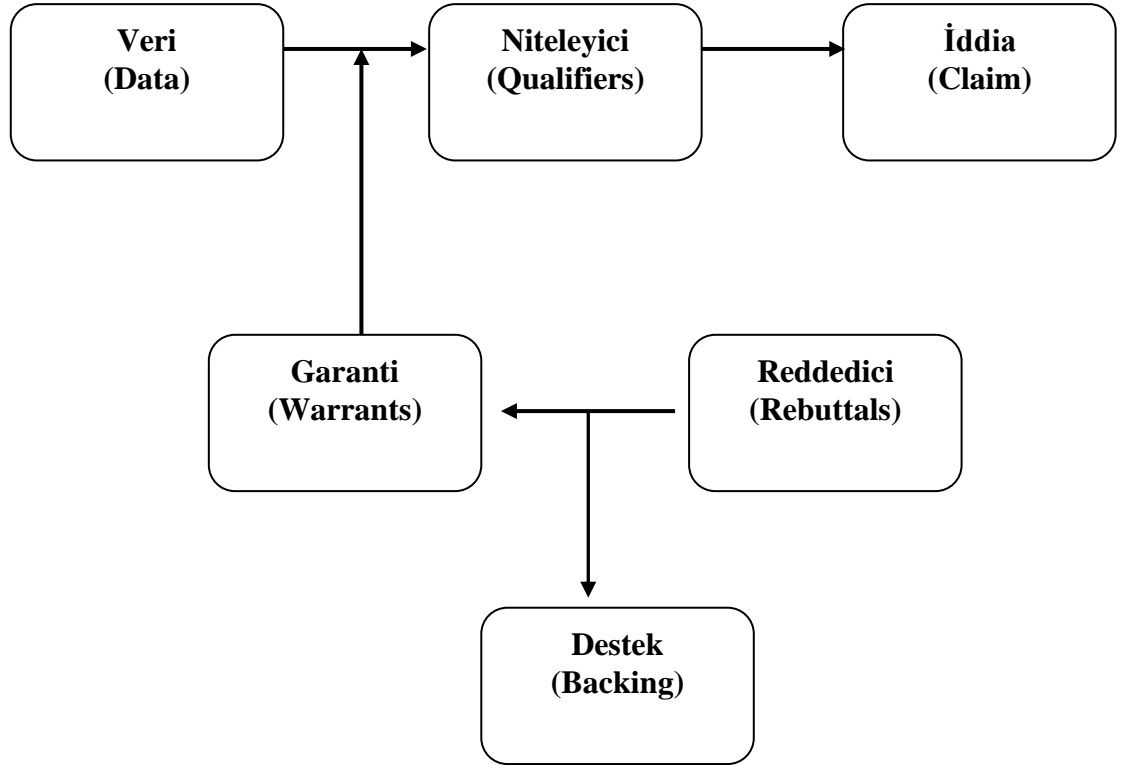 Veri
(Data)
Niteleyici
(Qualifiers)
İddia
(Claim)
Garanti
(Warrants)
Reddedici
(Rebuttals)
Destek
(Backing)